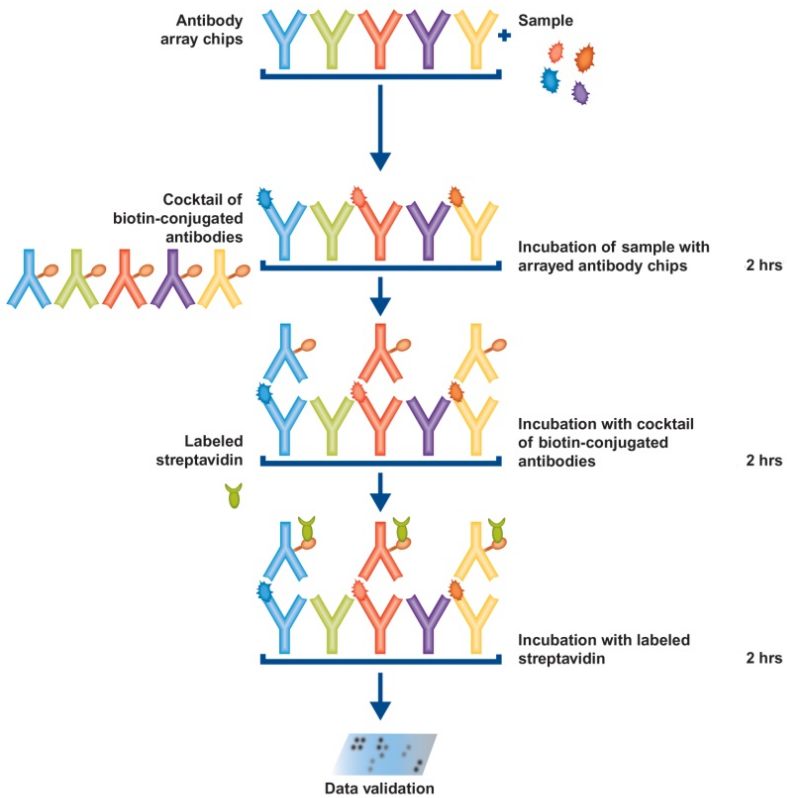 Antibody
array chips
Sample
Cocktail of
biotin-conjugated
antibodies
Incubation of sample with
arrayed antibody chips
2 hrs
Labeled
streptavidin
Incubation with cocktail
of biotin-conjugated
antibodies
2 hrs
Incubation with labeled
streptavidin
2 hrs
Data validation